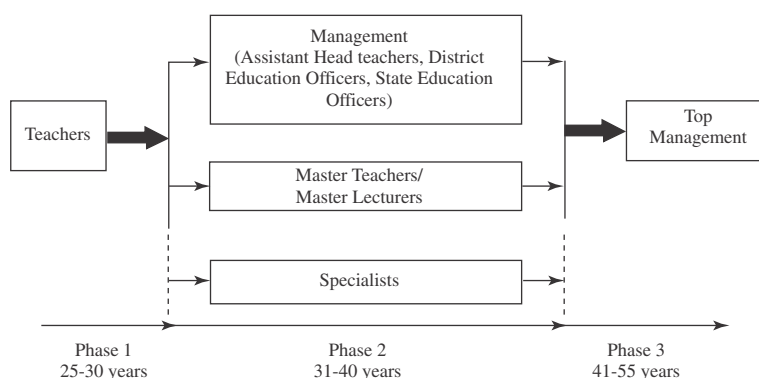 Management
(Assistant Head teachers, District
Education Officers, State Education
Officers)
Teachers
Top
Management
Master Teachers/
Master Lecturers
Specialists
Phase 1
25-30 years
Phase 2
31-40 years
Phase 3
41-55 years